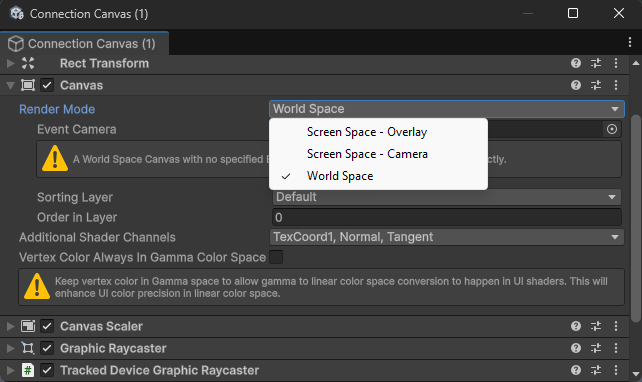 Connection Canvas (1)
Connection Canvas (1)
Rect Transform
Canvas
Render Mode
World Space
Screen Space - Overlay
Screen Space - Camera
World Space
Event Camera
A World Space Canvas with no specified E
ctly.
Sorting Layer
Default
Order in Layer
0
Additional Shader Channels
TexCoord1, Normal, Tangent
Vertex Color Always In Gamma Color Space
Keep vertex color in Gamma space to allow gamma to linear color space conversion to happen in UI shaders. This will
enhance UI color precision in linear color space.
Canvas Scaler
Graphic Raycaster
# Tracked Device Graphic Raycaster